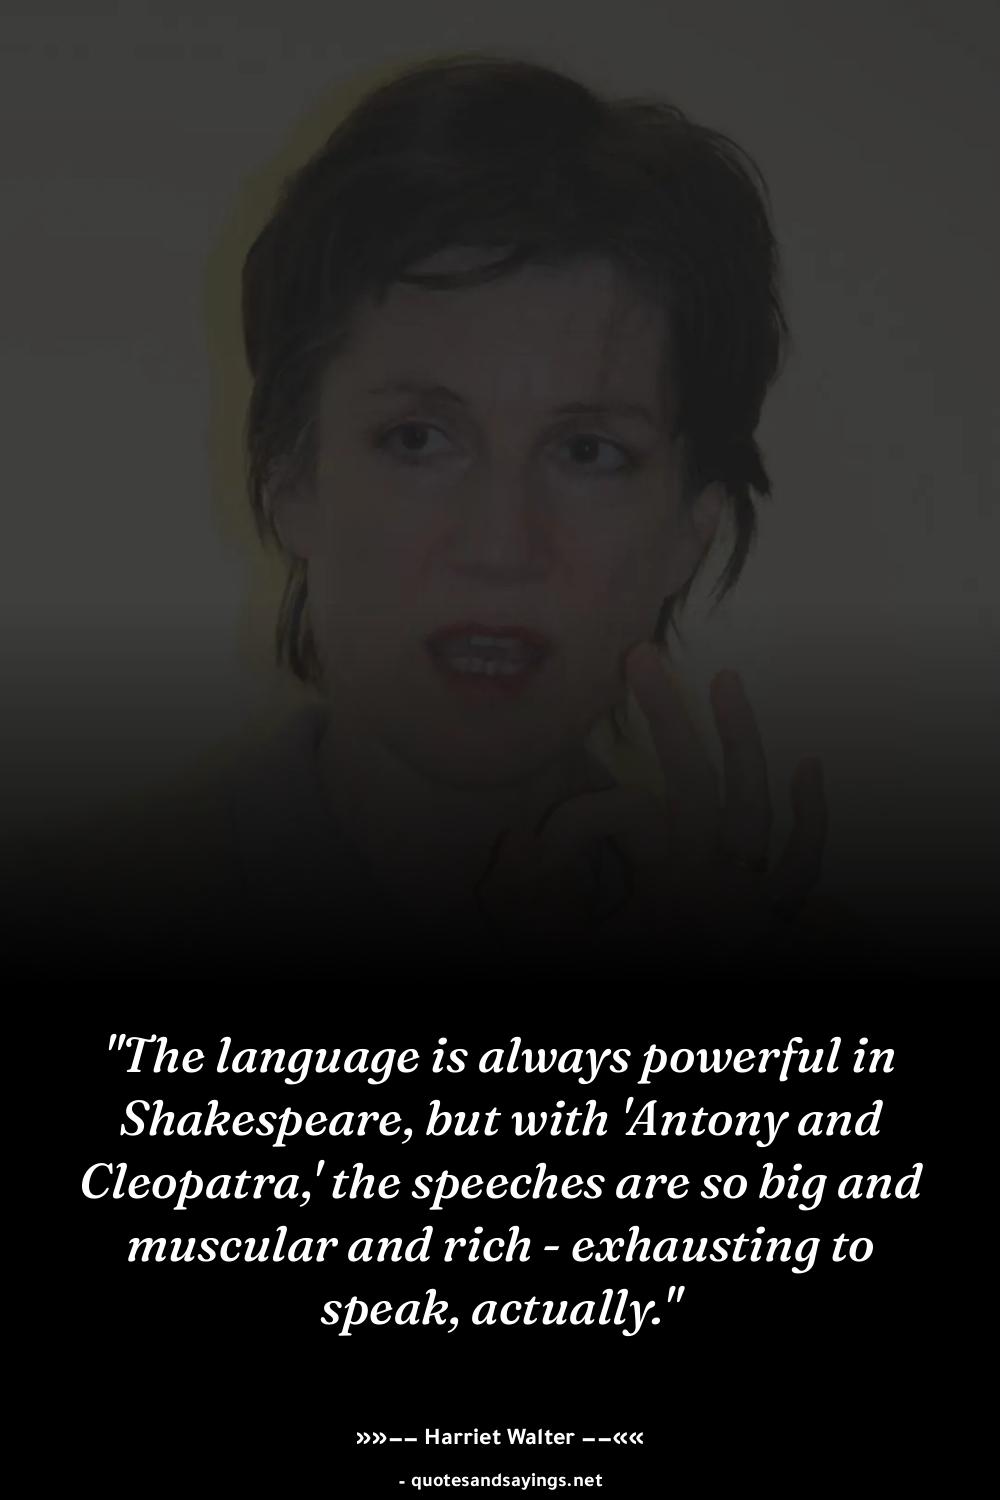 "The language is always powerful in
Shakespeare, but with 'Antony and
Cleopatra,' the speeches are so big and
muscular and rich - exhausting to
speak, actually."
»»−− Harriet Walter −−««
- quotesandsayings.net